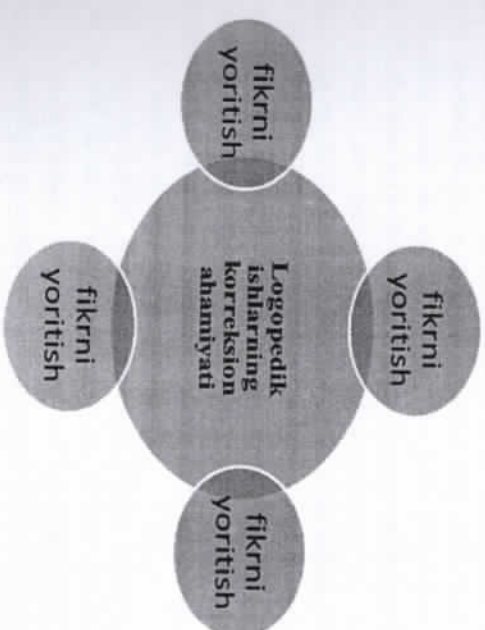 fikrni
yoritish
fikrni
yoritish
Logopedik
ishlarning
korreksion
ahamiyati
fikrni
yoritish
fikrni
yoritish